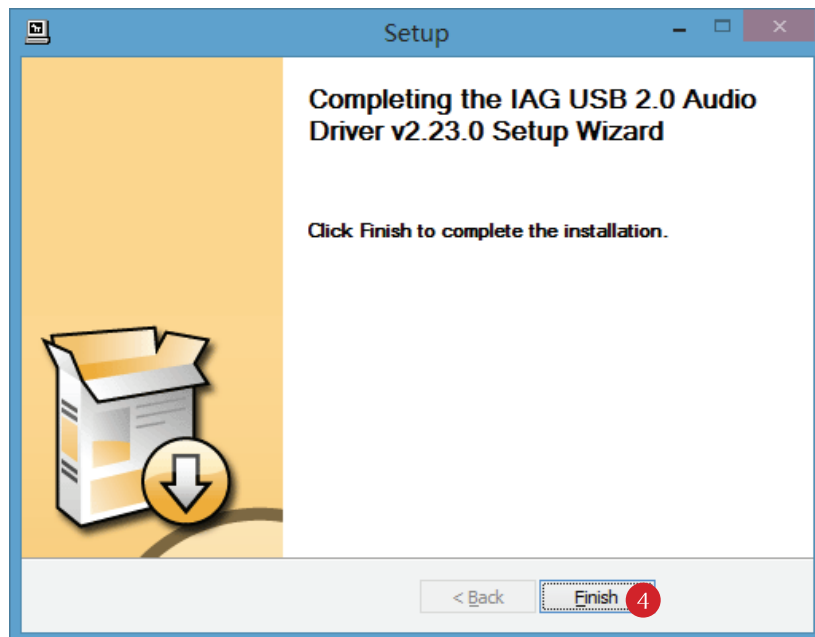 Setup
Completing the IAG USB 2.0 Audio
Driver v2.23.0 Setup Wizard
Click Finish to complete the installation.
< Back
Finish
4